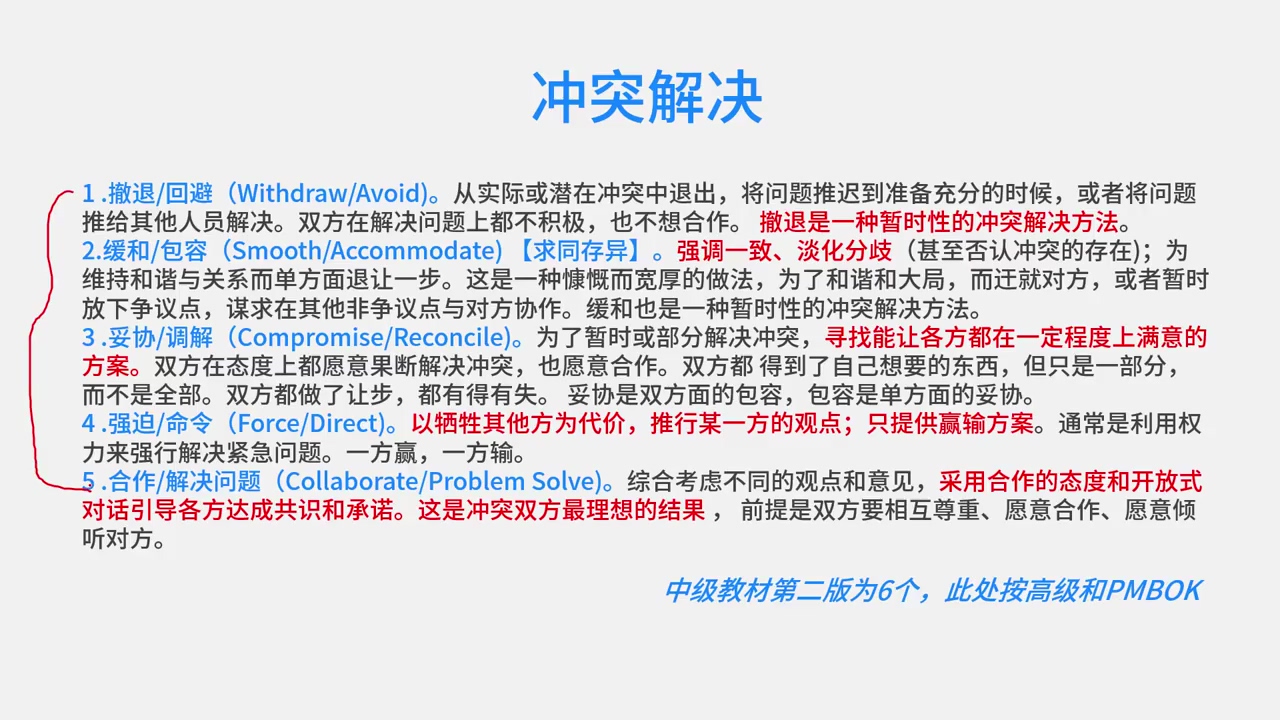 冲突解决
1 .撤退/回避（Withdraw/Avoid)。从实际或潜在冲突中退出，将问题推迟到准备充分的时候，或者将问题
推给其他人员解决。双方在解决问题上都不积极，也不想合作。 撤退是一种暂时性的冲突解决方法。
2.缓和/包容（Smooth/Accommodate) 【求同存异】。强调一致、淡化分歧（甚至否认冲突的存在)；为
维持和谐与关系而单方面退让一步。这是一种慷慨而宽厚的做法，为了和谐和大局，而迁就对方，或者暂时
放下争议点，谋求在其他非争议点与对方协作。缓和也是一种暂时性的冲突解决方法。
3 .妥协/调解（Compromise/Reconcile)。为了暂时或部分解决冲突，寻找能让各方都在一定程度上满意的
方案。双方在态度上都愿意果断解决冲突，也愿意合作。双方都 得到了自己想要的东西，但只是一部分，
而不是全部。双方都做了让步，都有得有失。 妥协是双方面的包容，包容是单方面的妥协。
4 .强迫/命令（Force/Direct)。以牺牲其他方为代价，推行某一方的观点；只提供赢输方案。通常是利用权
力来强行解决紧急问题。一方赢，一方输。
5 .合作/解决问题（Collaborate/Problem Solve)。综合考虑不同的观点和意见，采用合作的态度和开放式
对话引导各方达成共识和承诺。这是冲突双方最理想的结果 ， 前提是双方要相互尊重、愿意合作、愿意倾
听对方。
中级教材第二版为6个，此处按高级和PMBOK